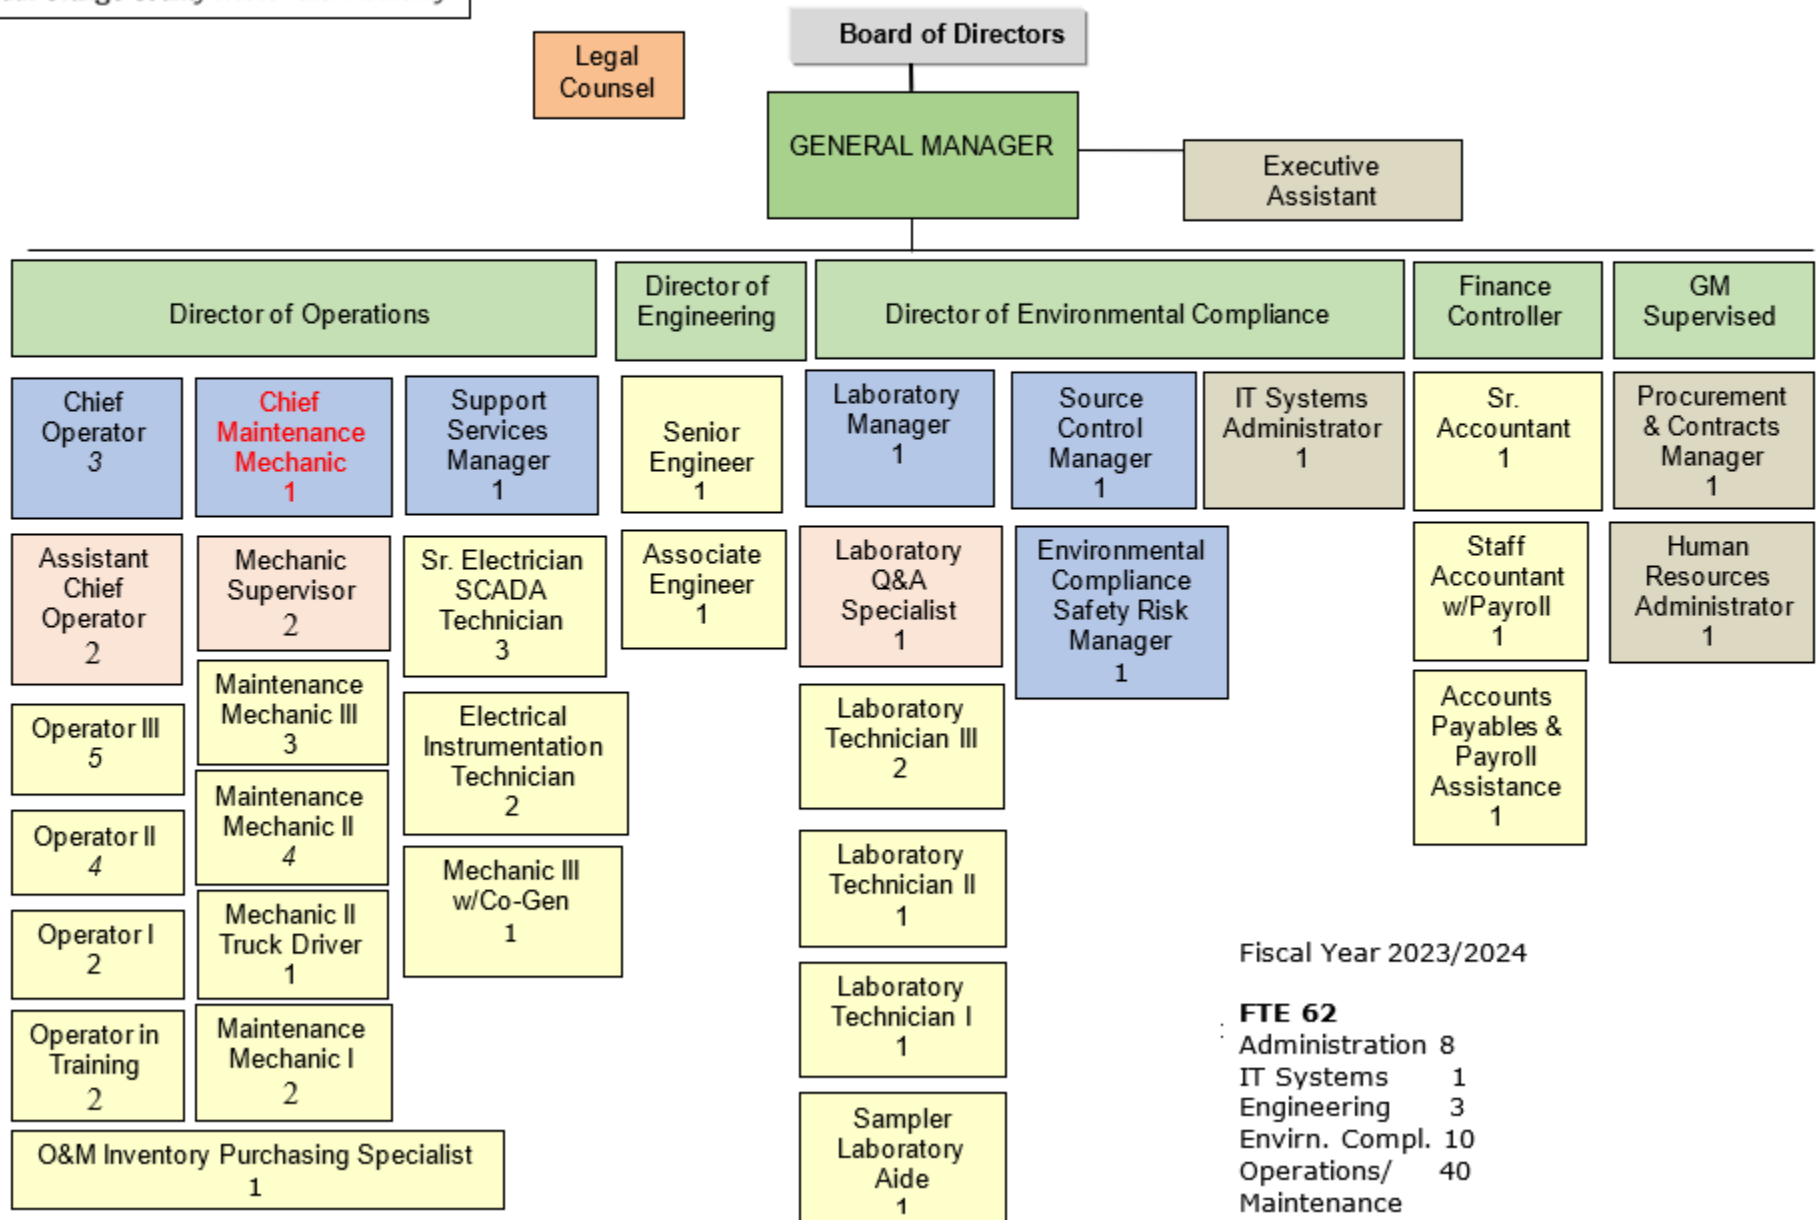 Board of Directors
Legal
Counsel
GENERAL MANAGER
Executive
Assistant
Director of Operations
Director of
Engineering
Director of Environmental Compliance
Finance
Controller
GM
Supervised
Chief
Operator
3
Chief
Maintenance
Mechanic
1
Support
Services
Manager
1
Senior
Engineer
1
Laboratory
Manager
1
Source
Control
Manager
1
IT Systems
Administrator
1
Sr.
Accountant
1
Procurement
& Contracts
Manager
1
Assistant
Chief
Operator
2
Mechanic
Supervisor
2
Sr. Electrician
SCADA
Technician
3
Associate
Engineer
1
Laboratory
Q&A
Specialist
1
Environmental
Compliance
Safety Risk
Manager
1
Staff
Accountant
w/Payroll
1
Human
Resources
Administrator
1
Operator III
5
Maintenance
Mechanic III
3
Electrical
Instrumentation
Technician
2
Laboratory
Technician III
2
Accounts
Payables &
Payroll
Assistance
1
Operator II
4
Maintenance
Mechanic II
4
Mechanic III
w/Co-Gen
1
Laboratory
Technician II
1
Operator I
2
Mechanic II
Truck Driver
1
Laboratory
Technician I
1
Operator in
Training
2
Maintenance
Mechanic I
2
Sampler
Laboratory
Aide
1
O&M Inventory Purchasing Specialist
1
Fiscal Year 2023/2024
FTE 62
: Administration 8
IT Systems 1
Engineering 3
Envirn. Compl. 10
Operations/ 40
Maintenance